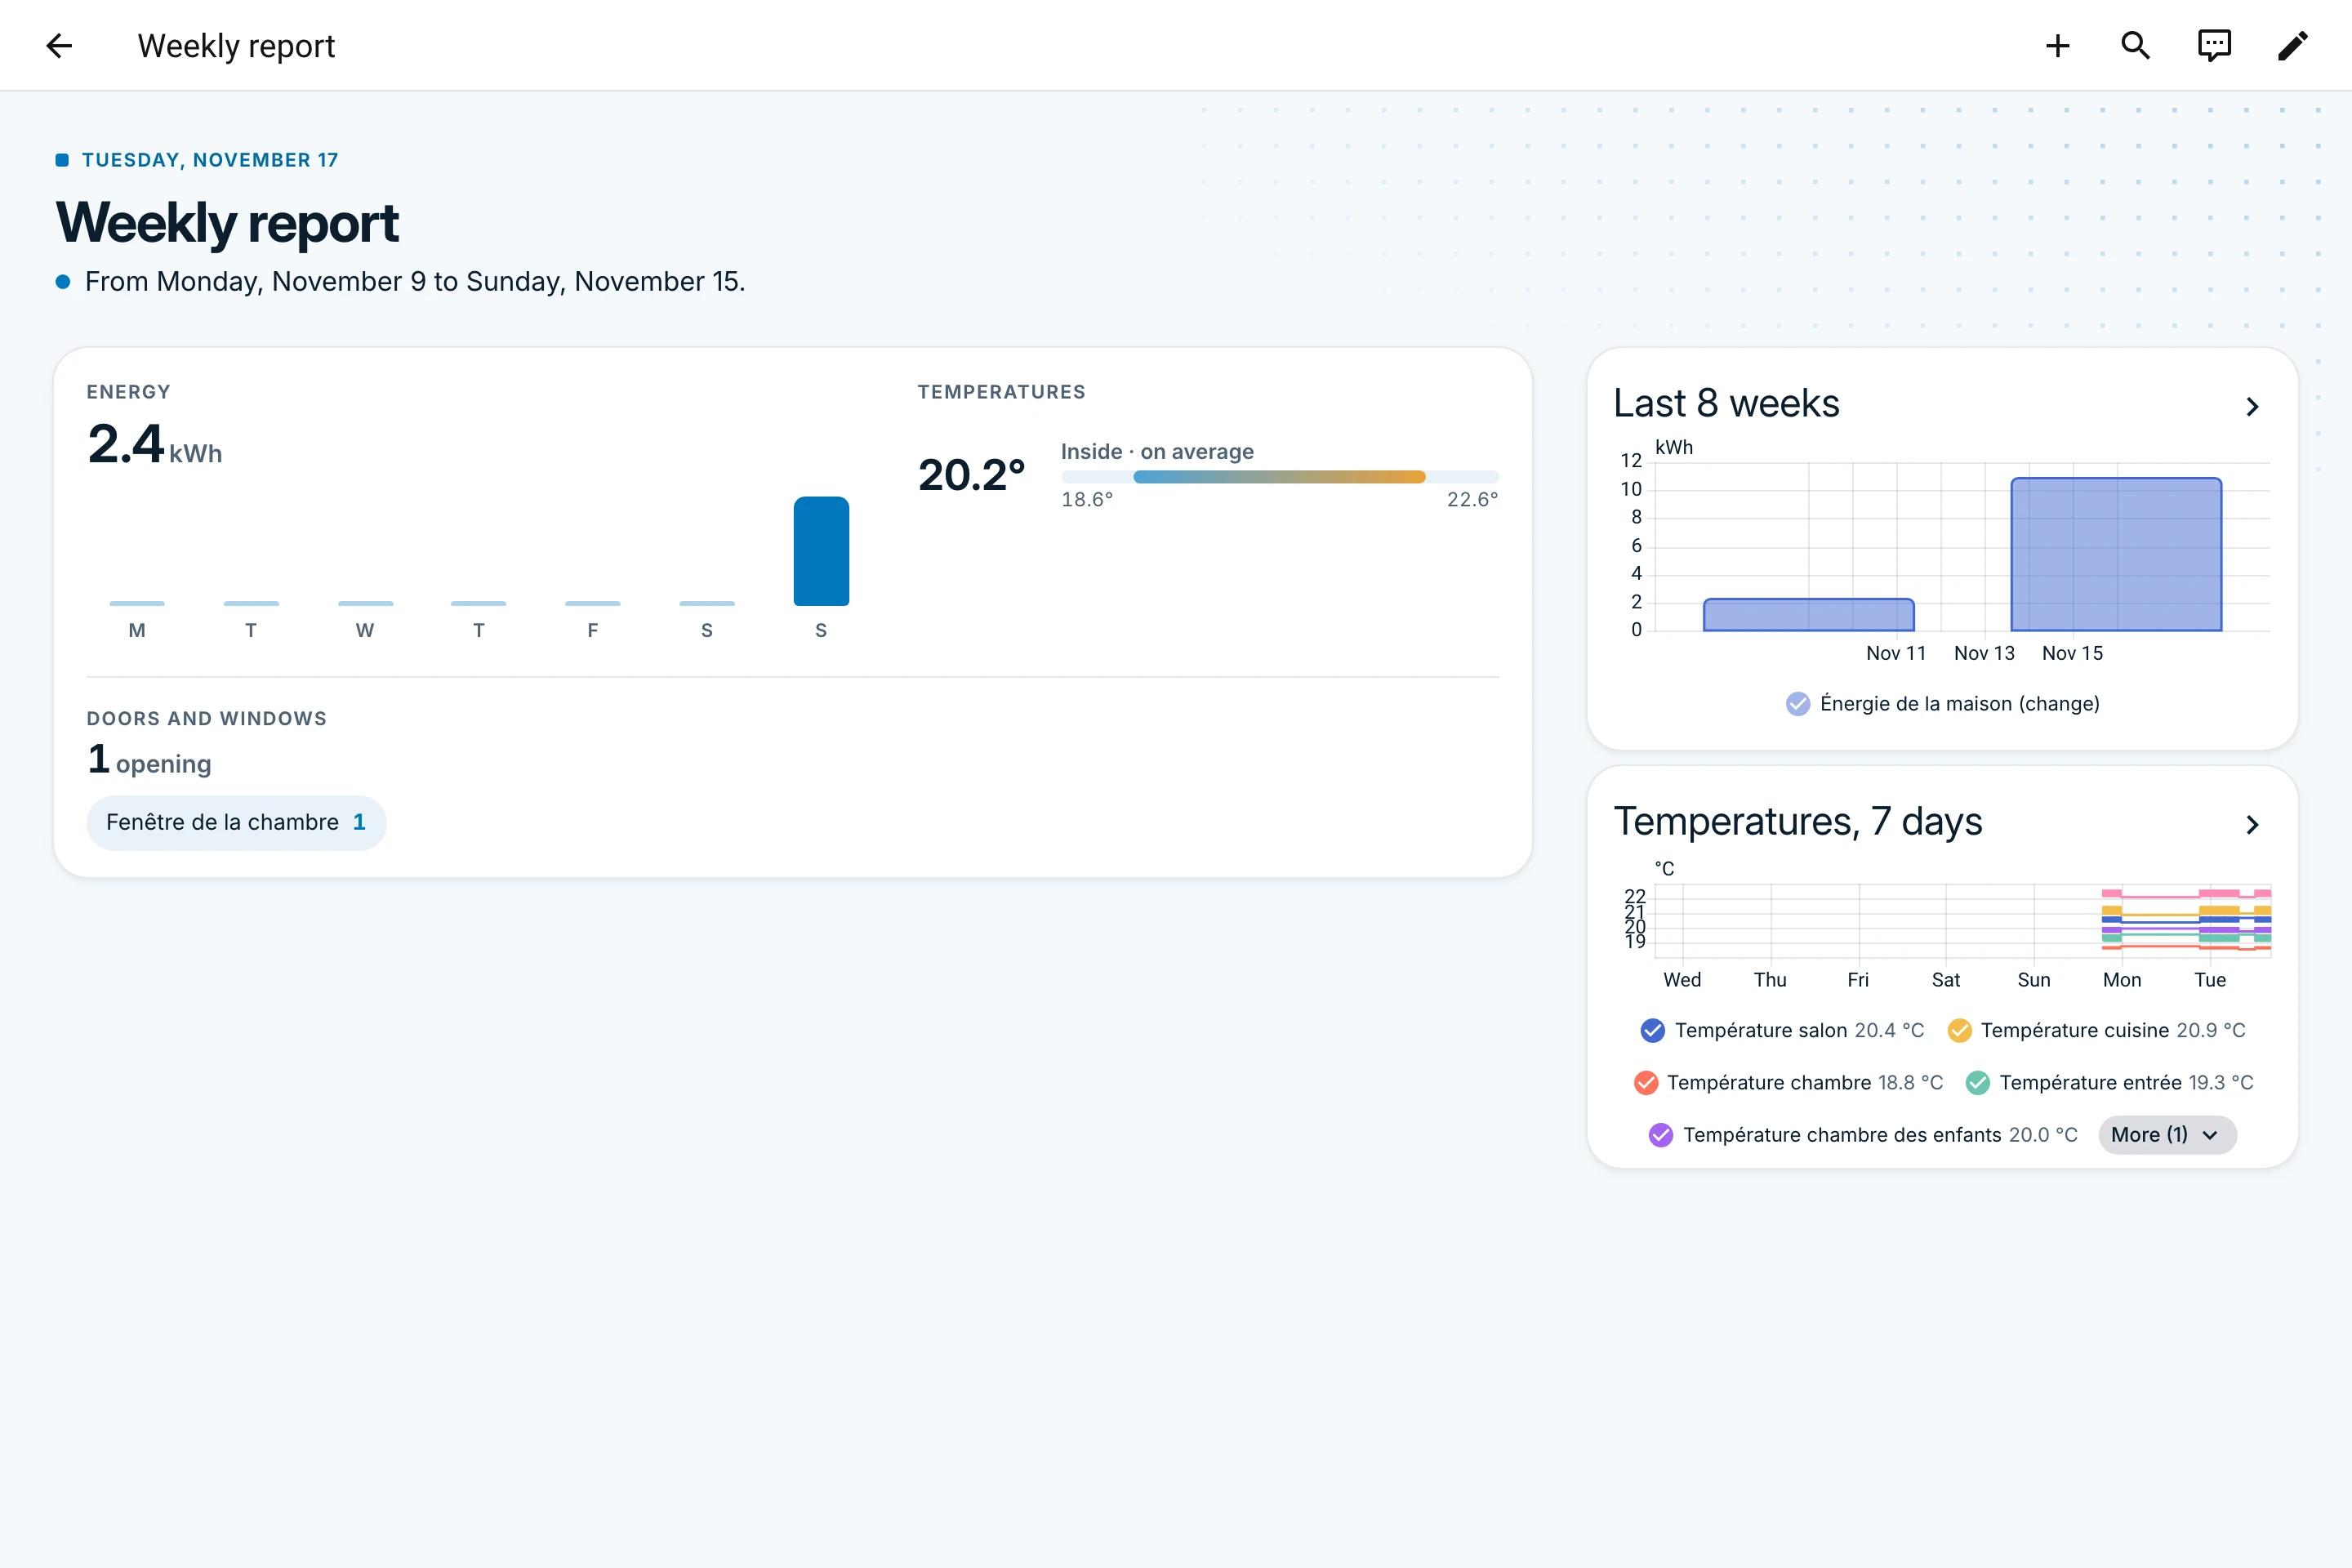 Weekly report
TUESDAY, NOVEMBER 17
Weekly report
From Monday, November 9 to Sunday, November 15.
ENERGY
2.4 kWh
M T W T F S S
TEMPERATURES
20.2°
Inside · on average
18.6° 22.6°
DOORS AND WINDOWS
1 opening
Fenêtre de la chambre 1
Last 8 weeks
kWh
12
10
8
6
4
2
0
Nov 11 Nov 13 Nov 15
Énergie de la maison (change)
Temperatures, 7 days
°C
22
21
20
19
Wed Thu Fri Sat Sun Mon Tue
Température salon 20.4 °C Température cuisine 20.9 °C
Température chambre 18.8 °C Température entrée 19.3 °C
Température chambre des enfants 20.0 °C More (1)